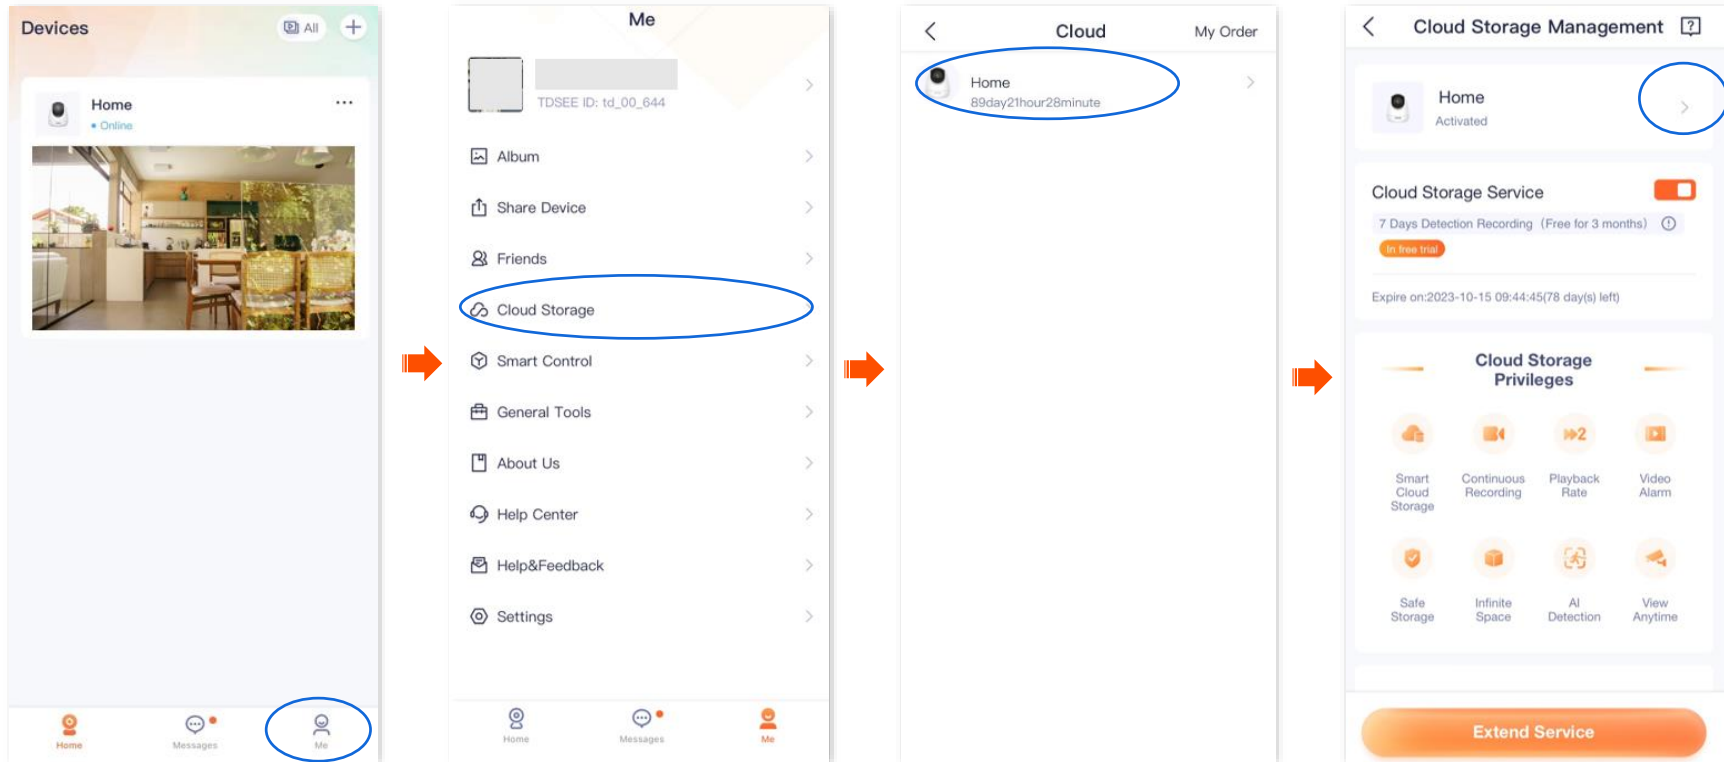 Devices
All
Home
• Online
Home
Messages
Me
Me
TDSEE ID: td_00_644
Album
Share Device
Friends
Cloud Storage
Smart Control
General Tools
About Us
Help Center
Help&Feedback
Settings
Home
Messages
Me
Cloud
My Order
Home
89day21hour28minute
Cloud Storage Management
Home
Activated
Cloud Storage Service
7 Days Detection Recording (Free for 3 months)
In free trial
Expire on:2023-10-15 09:44:45(78 day(s) left)
Cloud Storage
Privileges
2
Smart
Cloud
Storage
Continuous
Recording
Playback
Rate
Video
Alarm
Safe
Storage
Infinite
Space
AI
Detection
View
Anytime
Extend Service